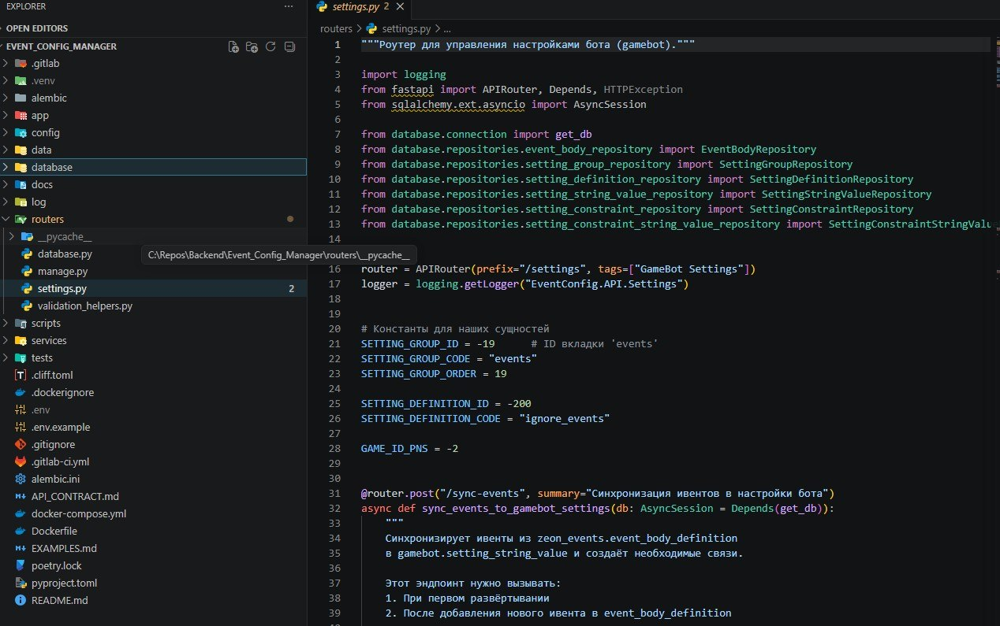 EXPLORER
...
OPEN EDITORS
EVENT_CONFIG_MANAGER
.gitlab
.venv
alembic
app
config
data
database
docs
log
routers
__pycache__
database.py
manage.py
settings.py 2
validation_helpers.py
scripts
services
tests
.cliff.toml
.dockerignore
.env
.env.example
.gitignore
.gitlab-ci.yml
alembic.ini
API_CONTRACT.md
docker-compose.yml
Dockerfile
EXAMPLES.md
poetry.lock
pyproject.toml
README.md
C:\Repos\Backend\Event_Config_Manager\routers\__pycache__
settings.py 2
routers > settings.py > ...
1 """Роутер для управления настройками бота (gamebot)."""
2
3 import logging
4 from fastapi import APIRouter, Depends, HTTPException
5 from sqlalchemy.ext.asyncio import AsyncSession
6
7 from database.connection import get_db
8 from database.repositories.event_body_repository import EventBodyRepository
9 from database.repositories.setting_group_repository import SettingGroupRepository
10 from database.repositories.setting_definition_repository import SettingDefinitionRepository
11 from database.repositories.setting_string_value_repository import SettingStringValueRepository
12 from database.repositories.setting_constraint_repository import SettingConstraintRepository
13 from database.repositories.setting_constraint_string_value_repository import SettingConstraintStringValu
14
16 router = APIRouter(prefix="/settings", tags=["GameBot Settings"])
17 logger = logging.getLogger("EventConfig.API.Settings")
18
19
20 # Константы для наших сущностей
21 SETTING_GROUP_ID = -19 # ID вкладки 'events'
22 SETTING_GROUP_CODE = "events"
23 SETTING_GROUP_ORDER = 19
24
25 SETTING_DEFINITION_ID = -200
26 SETTING_DEFINITION_CODE = "ignore_events"
27
28 GAME_ID_PNS = -2
29
30
31 @router.post("/sync-events", summary="Синхронизация ивентов в настройки бота")
32 async def sync_events_to_gamebot_settings(db: AsyncSession = Depends(get_db)):
33 """
34 Синхронизирует ивенты из zeon_events.event_body_definition
35 в gamebot.setting_string_value и создаёт необходимые связи.
36
37 Этот эндпоинт нужно вызывать:
38 1. При первом развёртывании
39 2. После добавления нового ивента в event_body_definition